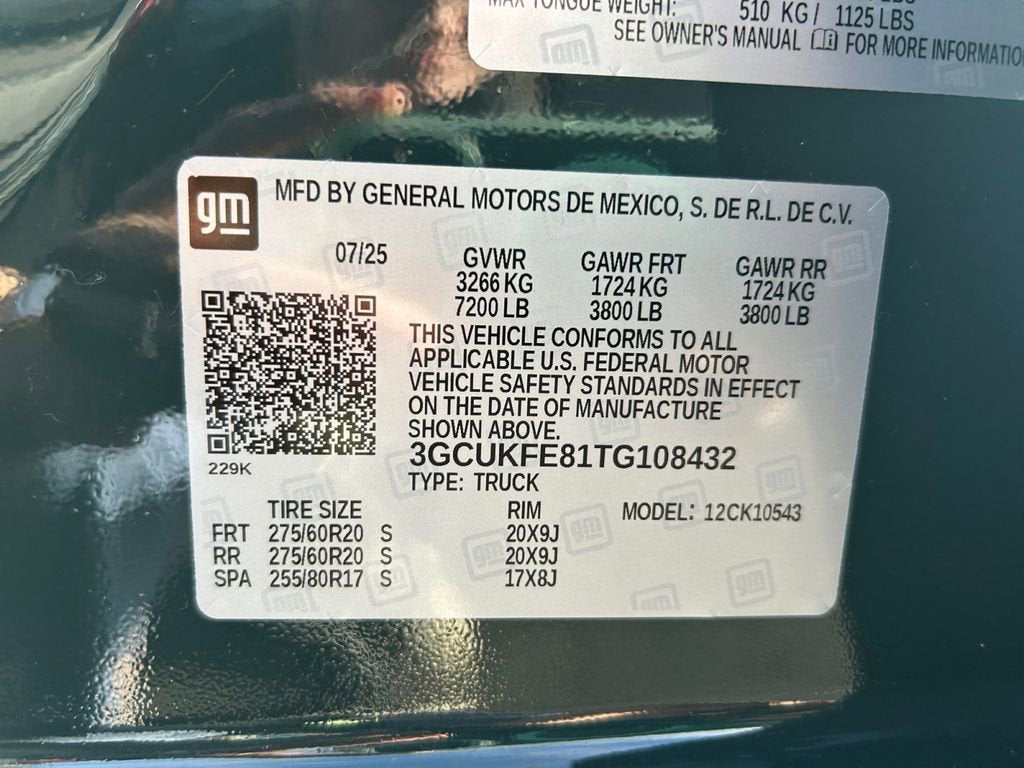 MAX TONGUE WEIGHT: 510 KG / 1125 LBS
SEE OWNER'S MANUAL FOR MORE INFORMATIO
gm
MFD BY GENERAL MOTORS DE MEXICO, S. DE R.L. DE C.V.
07/25
GVWR GAWR FRT GAWR RR
3266 KG 1724 KG 1724 KG
7200 LB 3800 LB 3800 LB
THIS VEHICLE CONFORMS TO ALL
APPLICABLE U.S. FEDERAL MOTOR
VEHICLE SAFETY STANDARDS IN EFFECT
ON THE DATE OF MANUFACTURE
SHOWN ABOVE.
229K
3GCUKFE81TG108432
TYPE: TRUCK
TIRE SIZE RIM MODEL: 12CK10543
FRT 275/60R20 S 20X9J
RR 275/60R20 S 20X9J
SPA 255/80R17 S 17X8J